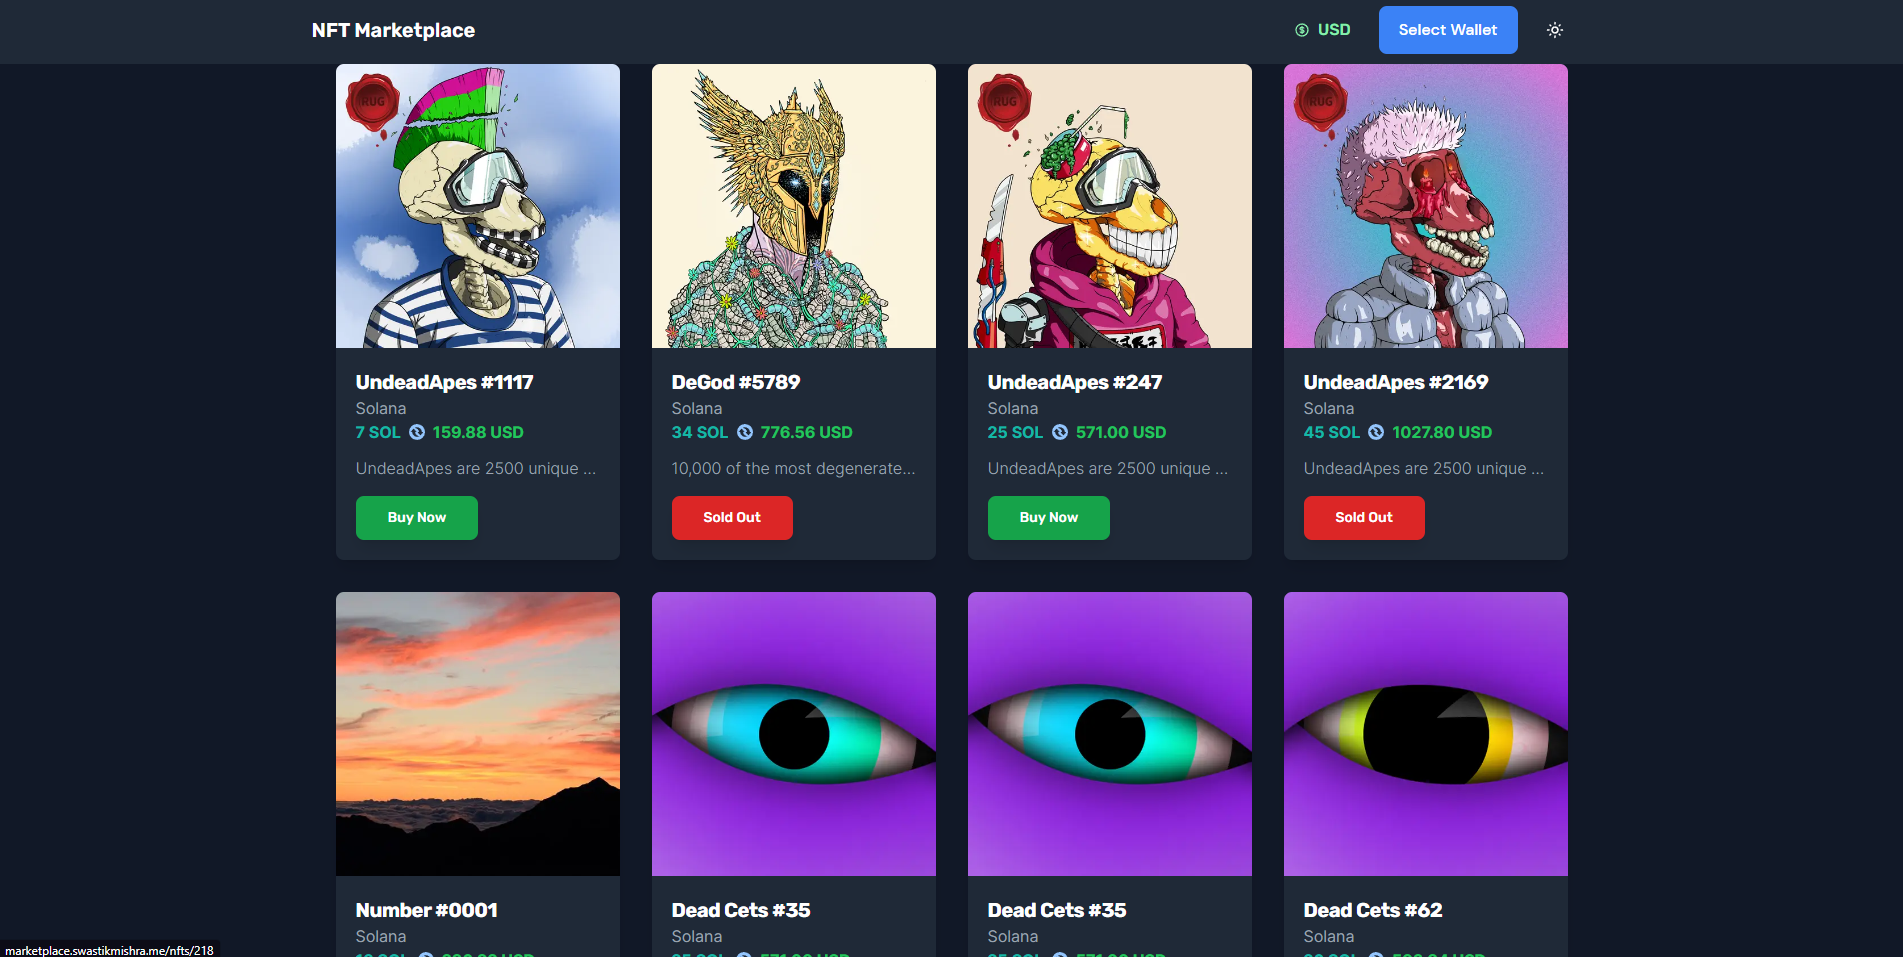 NFT Marketplace
USD
Select Wallet
RUG
RUG
RUG
UndeadApes #1117
Solana
7 SOL 159.88 USD
UndeadApes are 2500 unique ...
Buy Now
DeGod #5789
Solana
34 SOL 776.56 USD
10,000 of the most degenerate...
Sold Out
UndeadApes #247
Solana
25 SOL 571.00 USD
UndeadApes are 2500 unique ...
Buy Now
UndeadApes #2169
Solana
45 SOL 1027.80 USD
UndeadApes are 2500 unique ...
Sold Out
Number #0001
Solana
Dead Cets #35
Solana
Dead Cets #35
Solana
Dead Cets #62
Solana
marketplace.swastikmishra.me/nfts/218